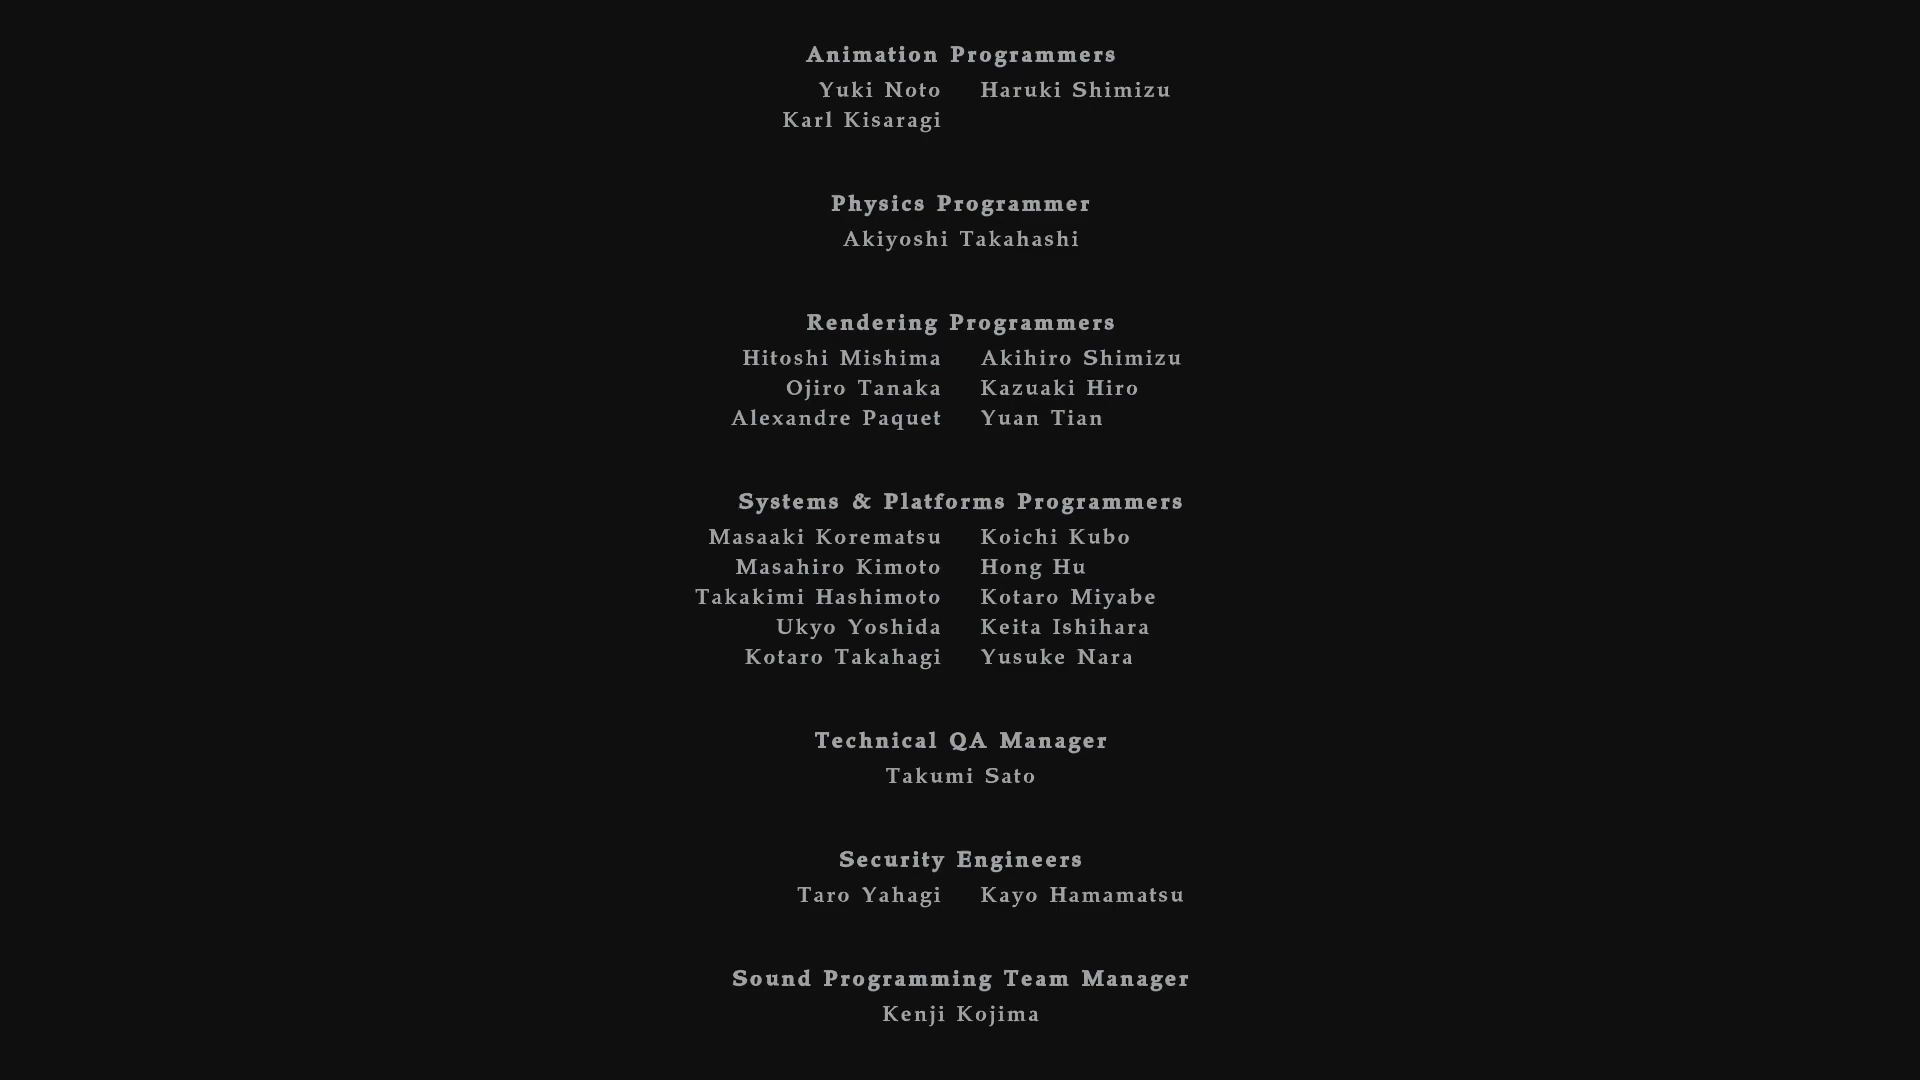 Animation Programmers
Yuki Noto Haruki Shimizu
Karl Kisaragi
Physics Programmer
Akiyoshi Takahashi
Rendering Programmers
Hitoshi Mishima Akihiro Shimizu
Ojiro Tanaka Kazuaki Hiro
Alexandre Paquet Yuan Tian
Systems & Platforms Programmers
Masaaki Korematsu Koichi Kubo
Masahiro Kimoto Hong Hu
Takakimi Hashimoto Kotaro Miyabe
Ukyo Yoshida Keita Ishihara
Kotaro Takahagi Yusuke Nara
Technical QA Manager
Takumi Sato
Security Engineers
Taro Yahagi Kayo Hamamatsu
Sound Programming Team Manager
Kenji Kojima